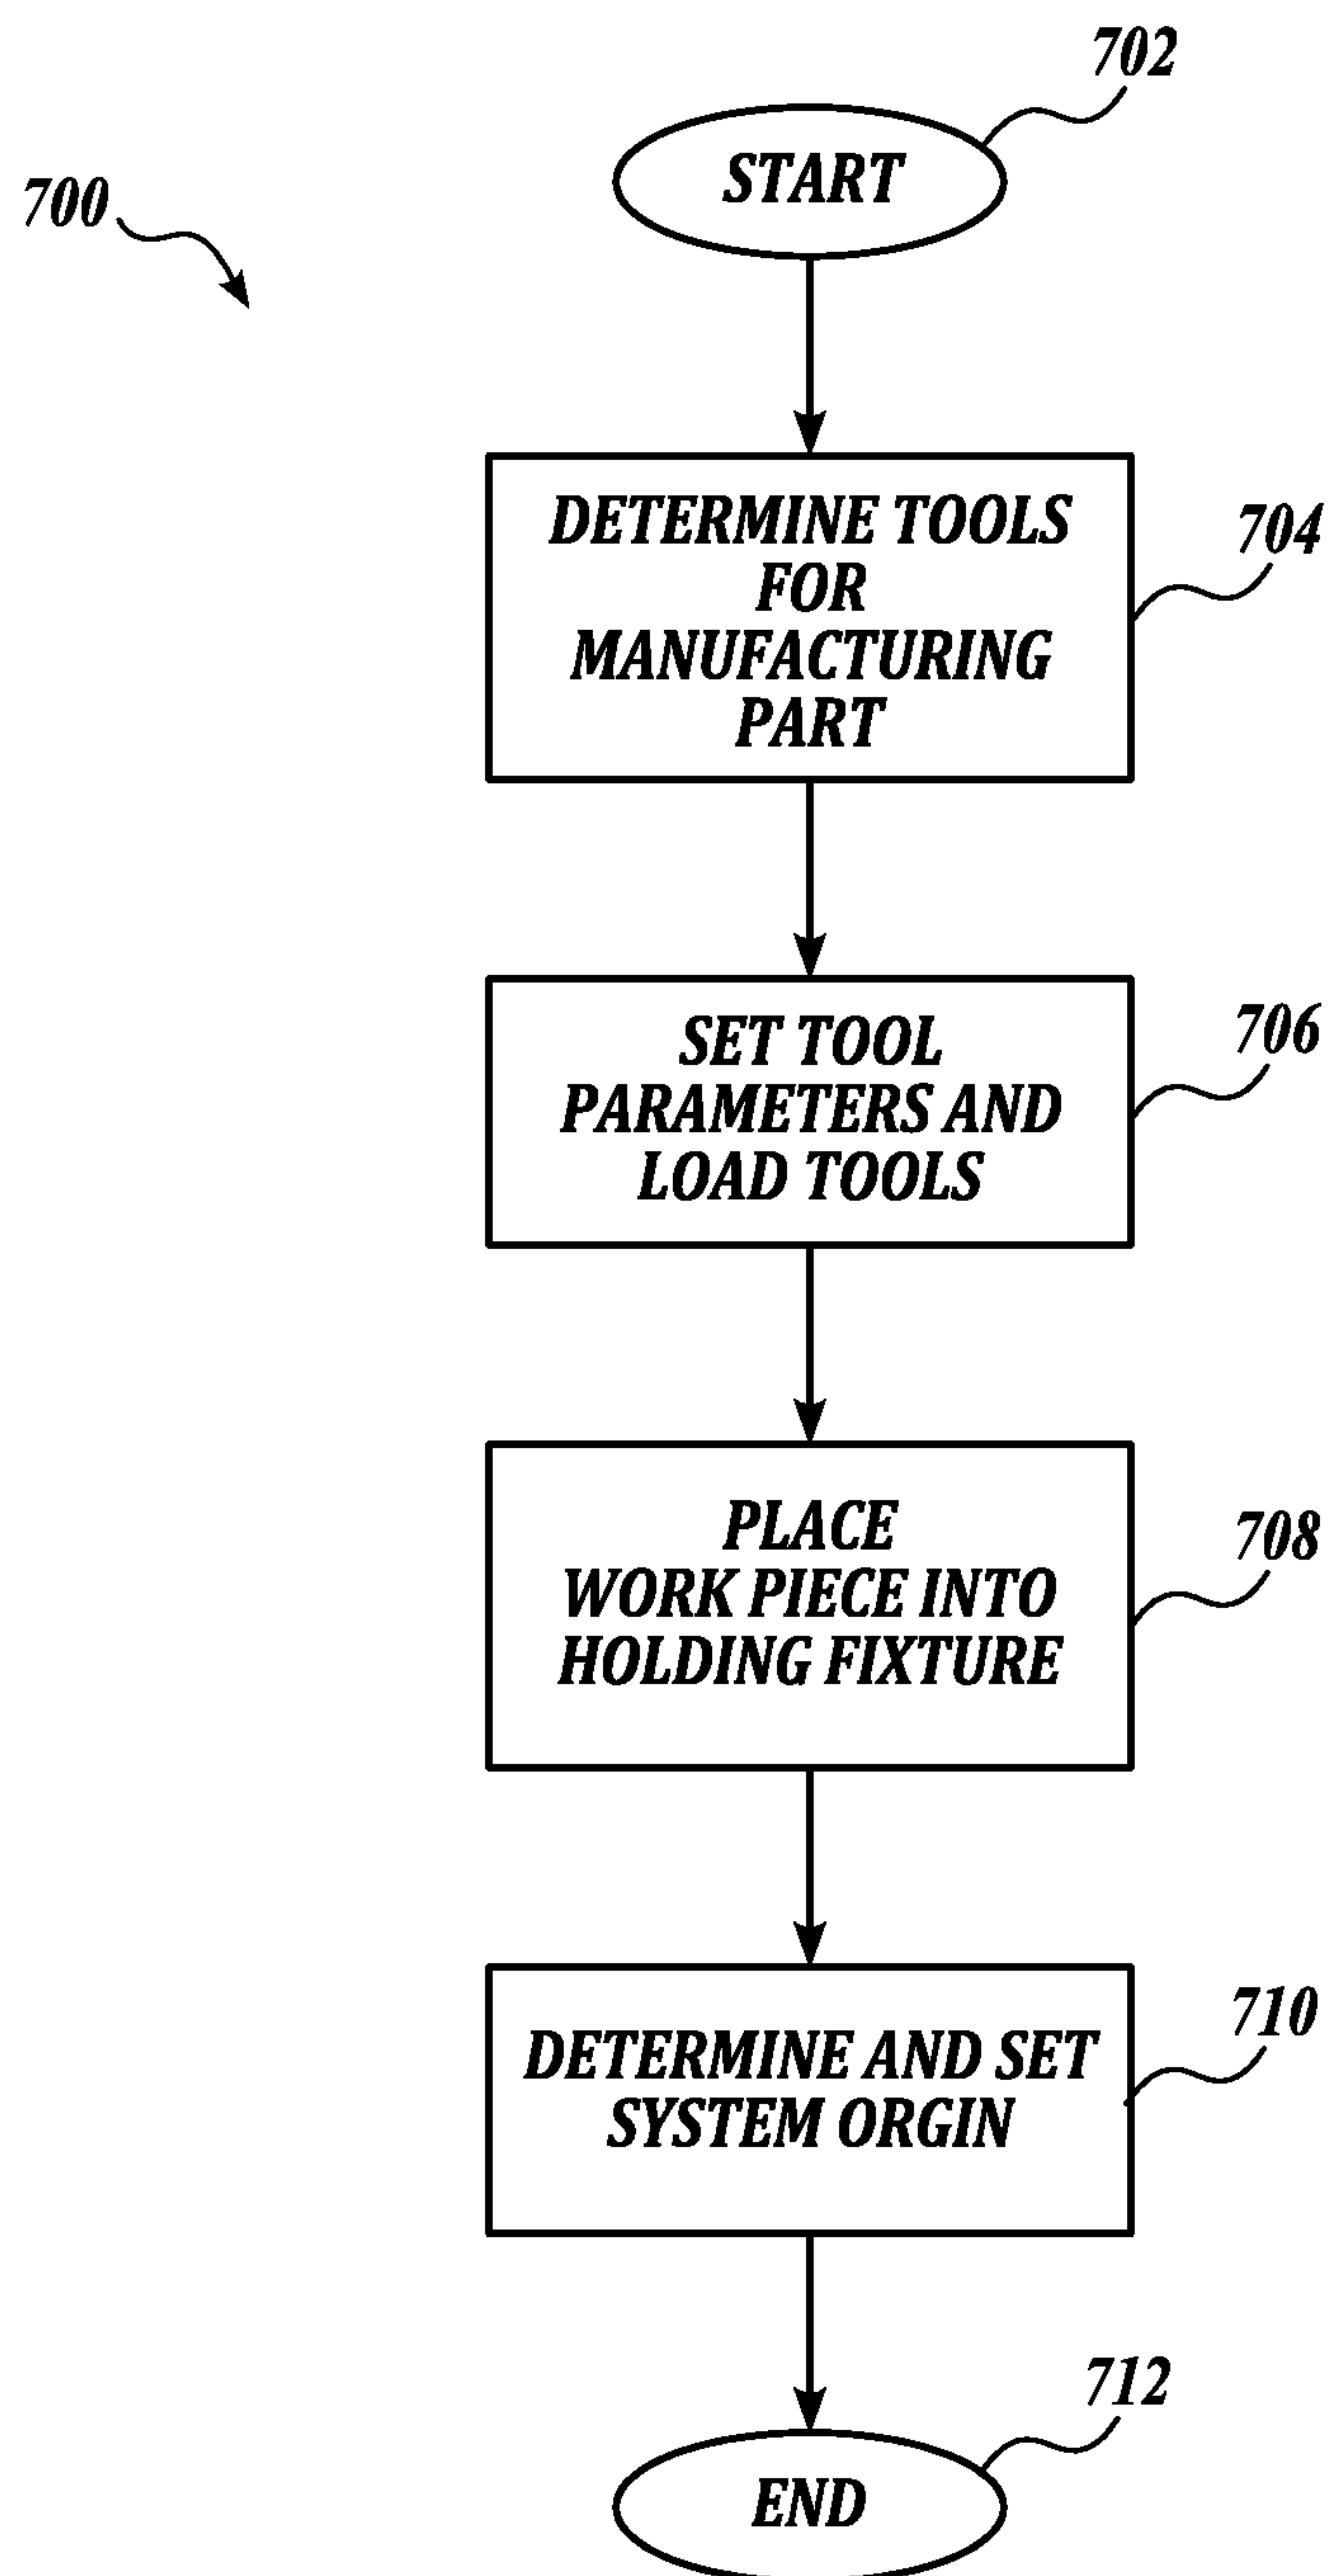 702
START
700
DETERMINE TOOLS
FOR
MANUFACTURING
PART
704
SET TOOL
PARAMETERS AND
LOAD TOOLS
706
PLACE
WORK PIECE INTO
HOLDING FIXTURE
708
DETERMINE AND SET
SYSTEM ORGIN
710
712
END